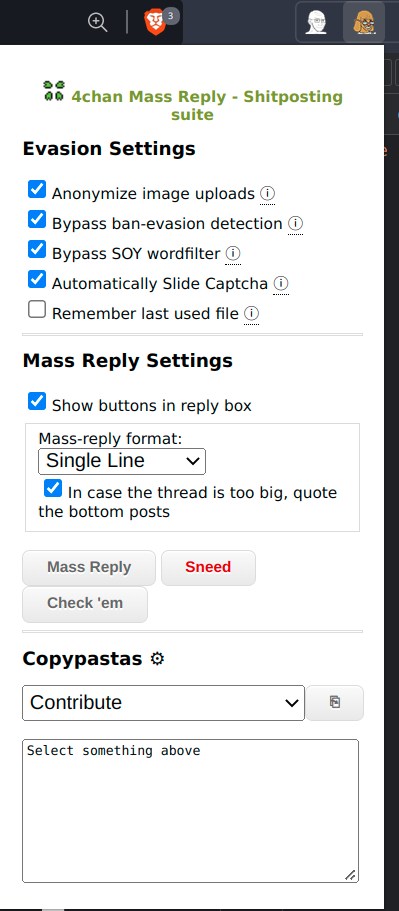 3
4chan Mass Reply - Shitposting
suite
Evasion Settings
Anonymize image uploads ⓘ
Bypass ban-evasion detection ⓘ
Bypass SOY wordfilter ⓘ
Automatically Slide Captcha ⓘ
Remember last used file ⓘ
Mass Reply Settings
Show buttons in reply box
Mass-reply format:
Single Line
In case the thread is too big, quote
the bottom posts
Mass Reply Sneed
Check 'em
Copypastas ⚙
Contribute
Select something above